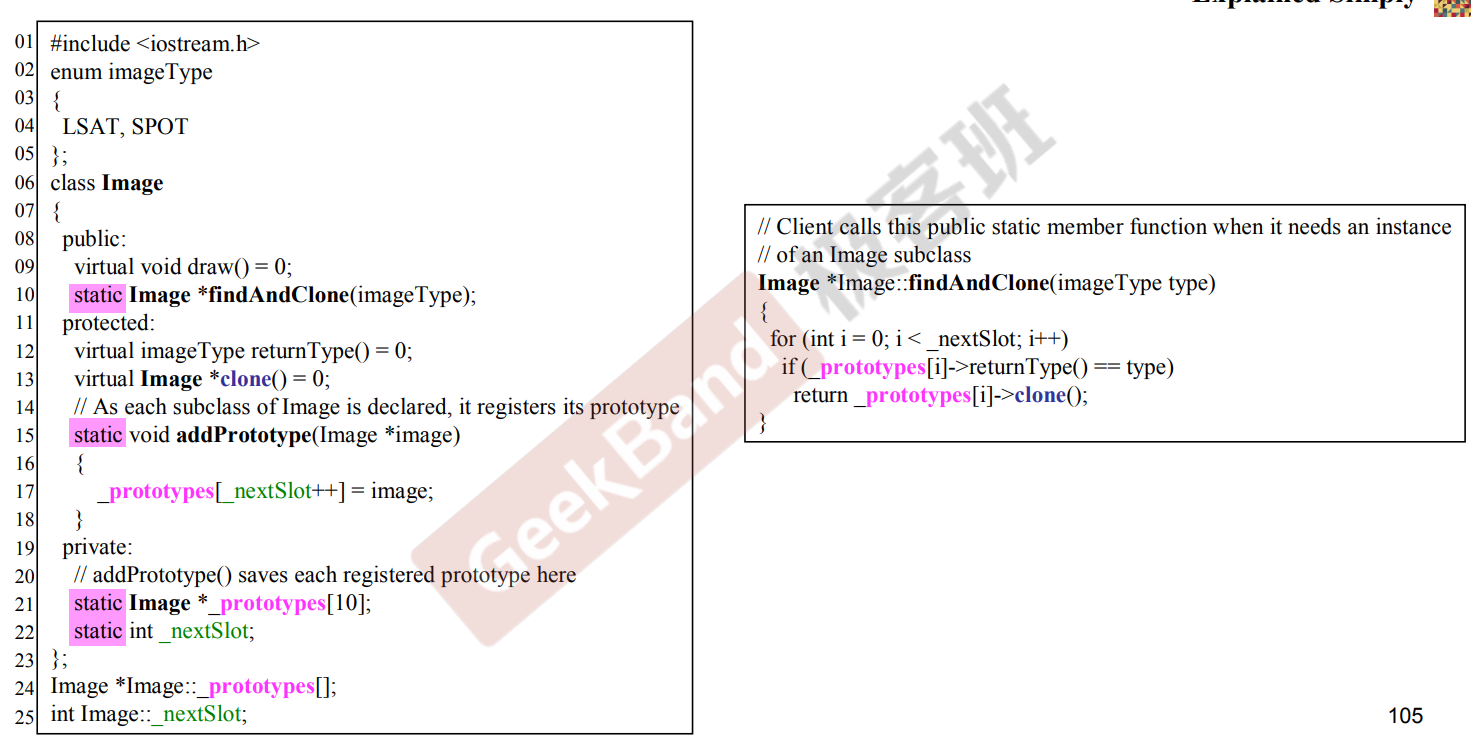 Explained Simply
01 #include <iostream.h>
02 enum imageType
03 {
04 LSAT, SPOT
05 };
06 class Image
07 {
08 public:
09 virtual void draw() = 0;
10 static Image *findAndClone(imageType);
11 protected:
12 virtual imageType returnType() = 0;
13 virtual Image *clone() = 0;
14 // As each subclass of Image is declared, it registers its prototype
15 static void addPrototype(Image *image)
16 {
17 _prototypes[_nextSlot++] = image;
18 }
19 private:
20 // addPrototype() saves each registered prototype here
21 static Image *_prototypes[10];
22 static int _nextSlot;
23 };
24 Image *Image::_prototypes[];
25 int Image::_nextSlot;
// Client calls this public static member function when it needs an instance
// of an Image subclass
Image *Image::findAndClone(imageType type)
{
for (int i = 0; i < _nextSlot; i++)
if (_prototypes[i]->returnType() == type)
return _prototypes[i]->clone();
}
GeekBand 极客班
105